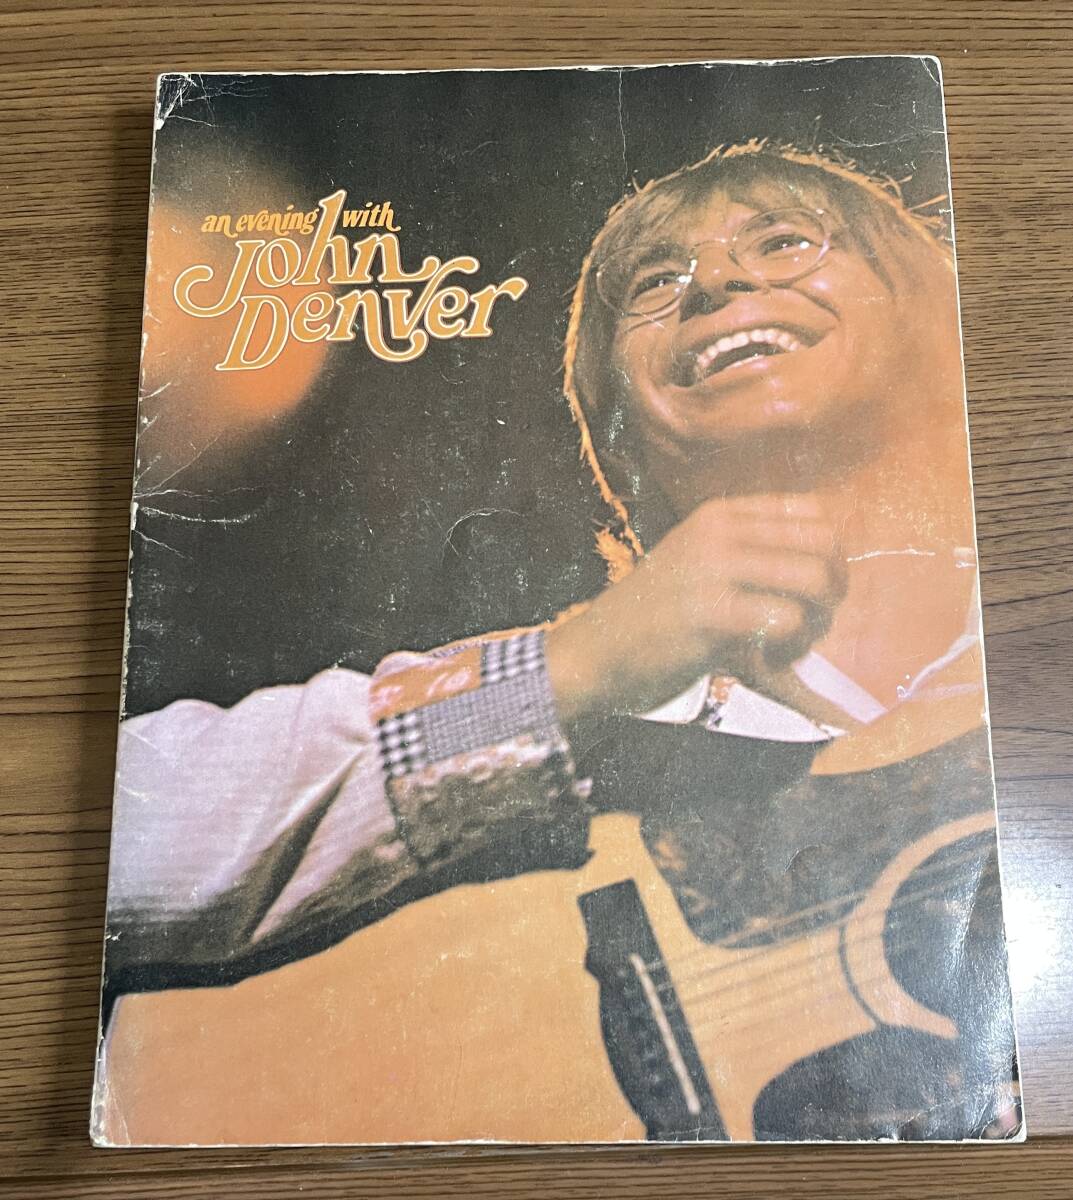 an evening with
John
Denver